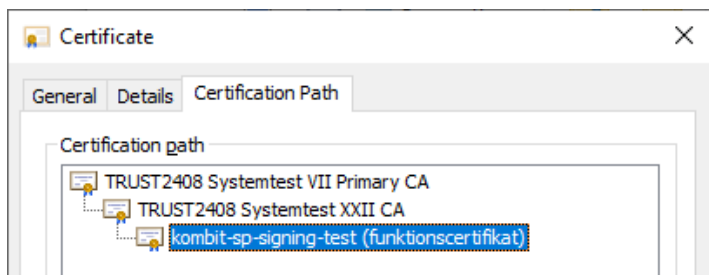 Certificate
General Details Certification Path
Certification path
TRUST2408 Systemtest VII Primary CA
TRUST2408 Systemtest XXII CA
kombit-sp-signing-test (funktionscertifikat)